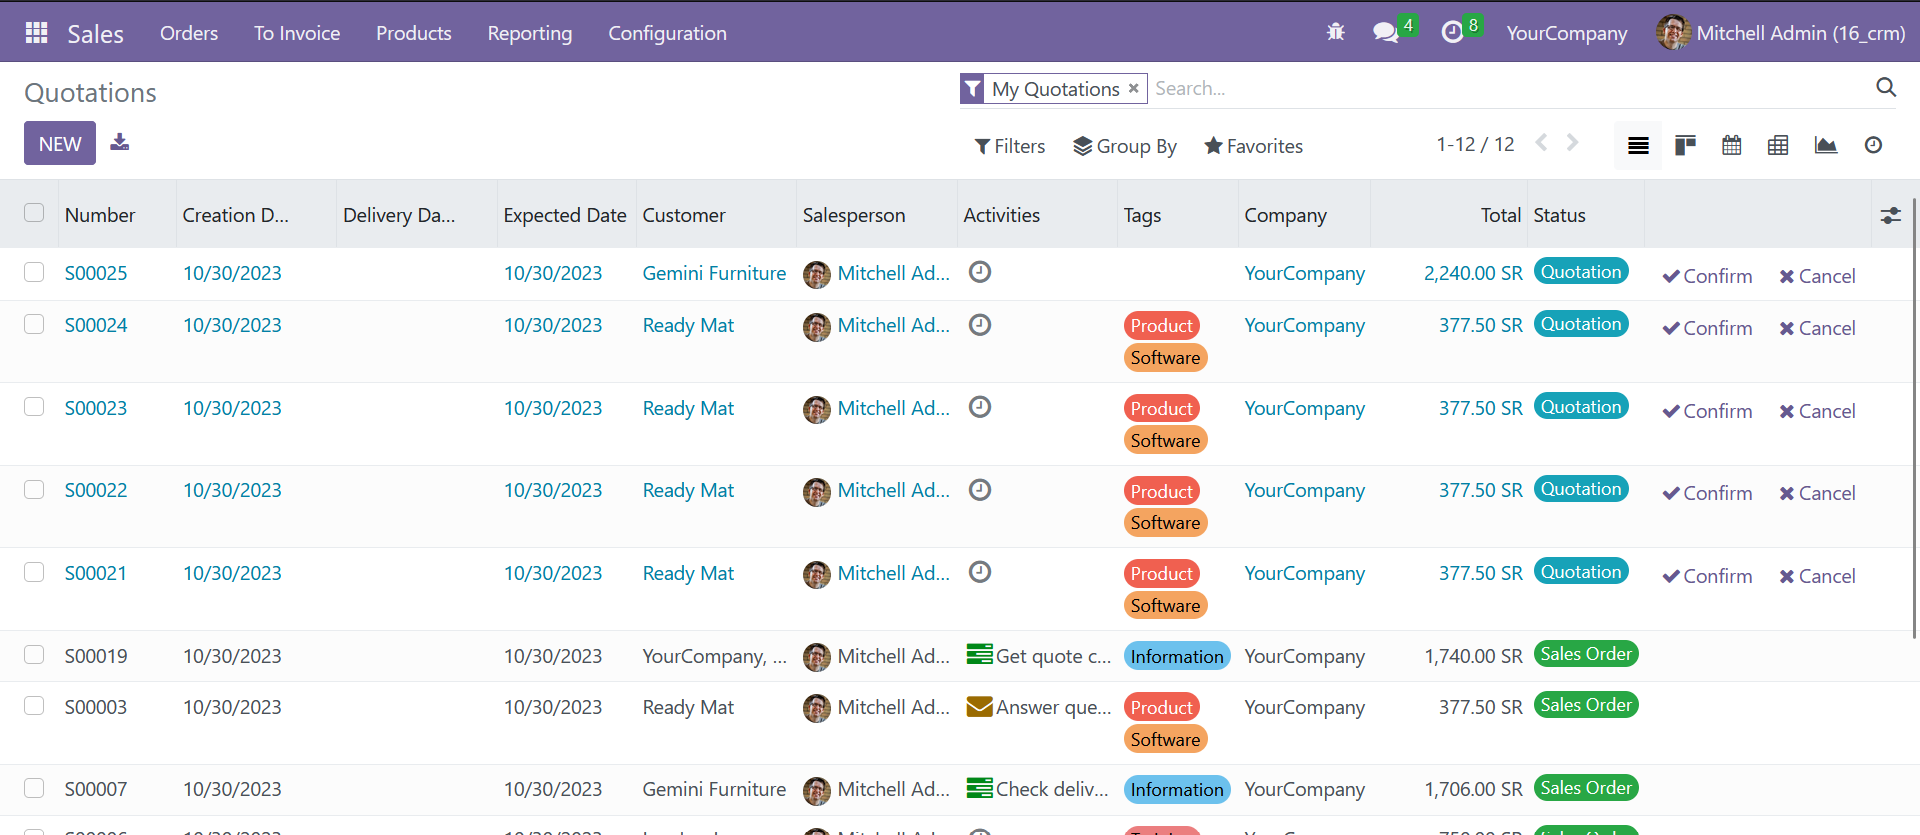 Sales Orders To Invoice Products Reporting Configuration 4 8 YourCompany Mitchell Admin (16_crm)
Quotations My Quotations × Search...
NEW Filters Group By Favorites 1-12 / 12
Number Creation D... Delivery Da... Expected Date Customer Salesperson Activities Tags Company Total Status
S00025 10/30/2023 10/30/2023 Gemini Furniture Mitchell Ad... YourCompany 2,240.00 SR Quotation Confirm Cancel
S00024 10/30/2023 10/30/2023 Ready Mat Mitchell Ad... Product YourCompany 377.50 SR Quotation Confirm Cancel
Software
S00023 10/30/2023 10/30/2023 Ready Mat Mitchell Ad... Product YourCompany 377.50 SR Quotation Confirm Cancel
Software
S00022 10/30/2023 10/30/2023 Ready Mat Mitchell Ad... Product YourCompany 377.50 SR Quotation Confirm Cancel
Software
S00021 10/30/2023 10/30/2023 Ready Mat Mitchell Ad... Product YourCompany 377.50 SR Quotation Confirm Cancel
Software
S00019 10/30/2023 10/30/2023 YourCompany, ... Mitchell Ad... Get quote c... Information YourCompany 1,740.00 SR Sales Order
S00003 10/30/2023 10/30/2023 Ready Mat Mitchell Ad... Answer que... Product YourCompany 377.50 SR Sales Order
Software
S00007 10/30/2023 10/30/2023 Gemini Furniture Mitchell Ad... Check deliv... Information YourCompany 1,706.00 SR Sales Order